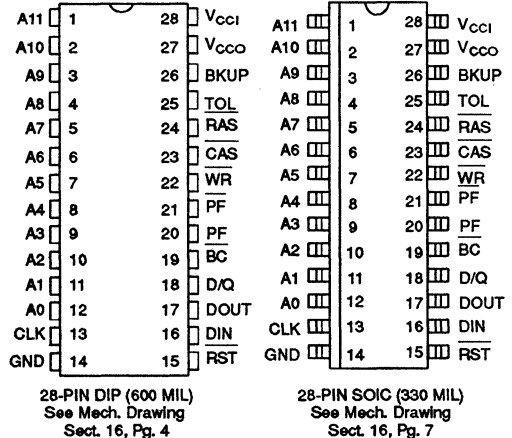 A11 1 28 VCCI
A10 2 27 VCCO
A9 3 26 BKUP
A8 4 25 TOL
A7 5 24 RAS
A6 6 23 CAS
A5 7 22 WR
A4 8 21 PF
A3 9 20 PF
A2 10 19 BC
A1 11 18 D/Q
A0 12 17 DOUT
CLK 13 16 DIN
GND 14 15 RST
28-PIN DIP (600 MIL)
See Mech. Drawing
Sect. 16, Pg. 4
A11 1 28 VCCI
A10 2 27 VCCO
A9 3 26 BKUP
A8 4 25 TOL
A7 5 24 RAS
A6 6 23 CAS
A5 7 22 WR
A4 8 21 PF
A3 9 20 PF
A2 10 19 BC
A1 11 18 D/Q
A0 12 17 DOUT
CLK 13 16 DIN
GND 14 15 RST
28-PIN SOIC (330 MIL)
See Mech. Drawing
Sect. 16, Pg. 7